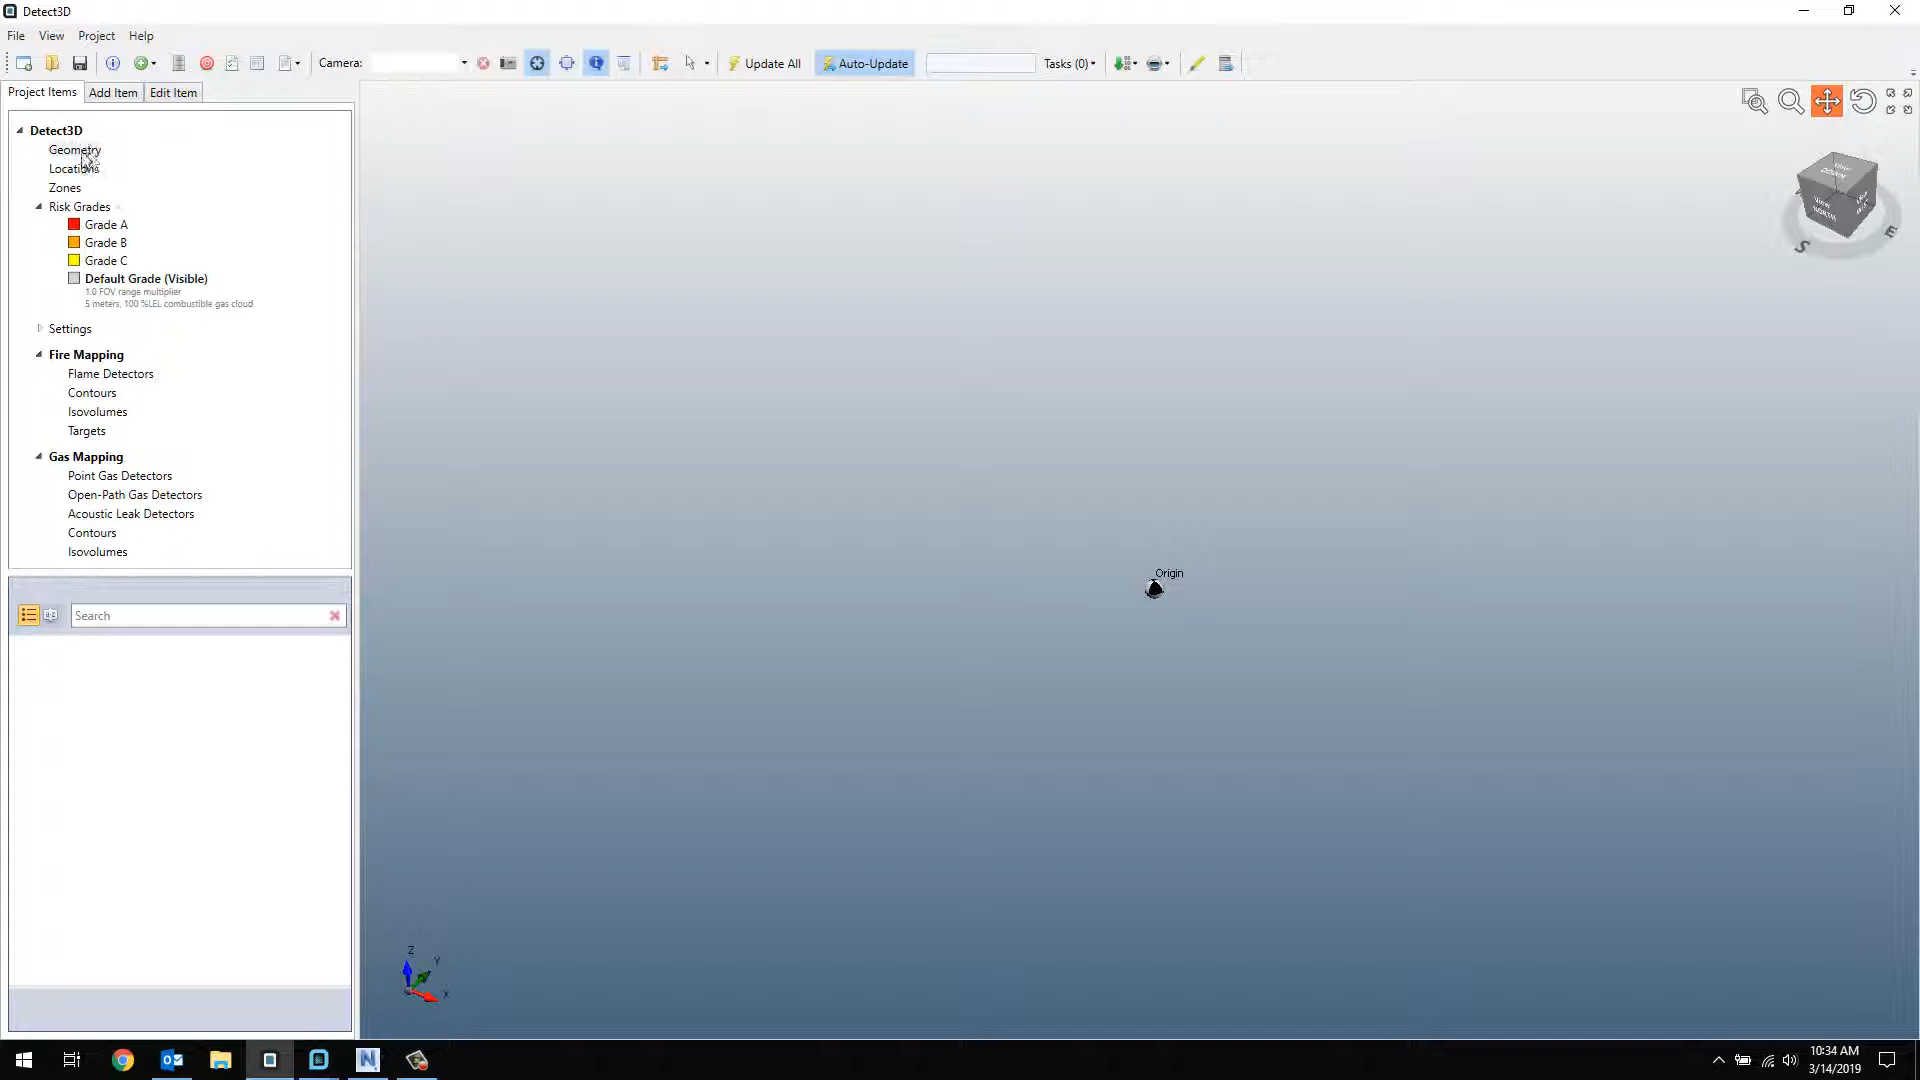 Detect3D
File View Project Help
Camera: Update All Auto-Update Tasks (0)
Project Items Add Item Edit Item
Detect3D
Geometry
Locations
Zones
Risk Grades
Grade A
Grade B
Grade C
Default Grade (Visible)
1.0 FOV range multiplier
5 meters, 100 %LEL combustible gas cloud
Settings
Fire Mapping
Flame Detectors
Contours
Isovolumes
Targets
Gas Mapping
Point Gas Detectors
Open-Path Gas Detectors
Acoustic Leak Detectors
Contours
Isovolumes
Search
Origin
View
NORTH
S
E
Z
Y
X
10:34 AM
3/14/2019